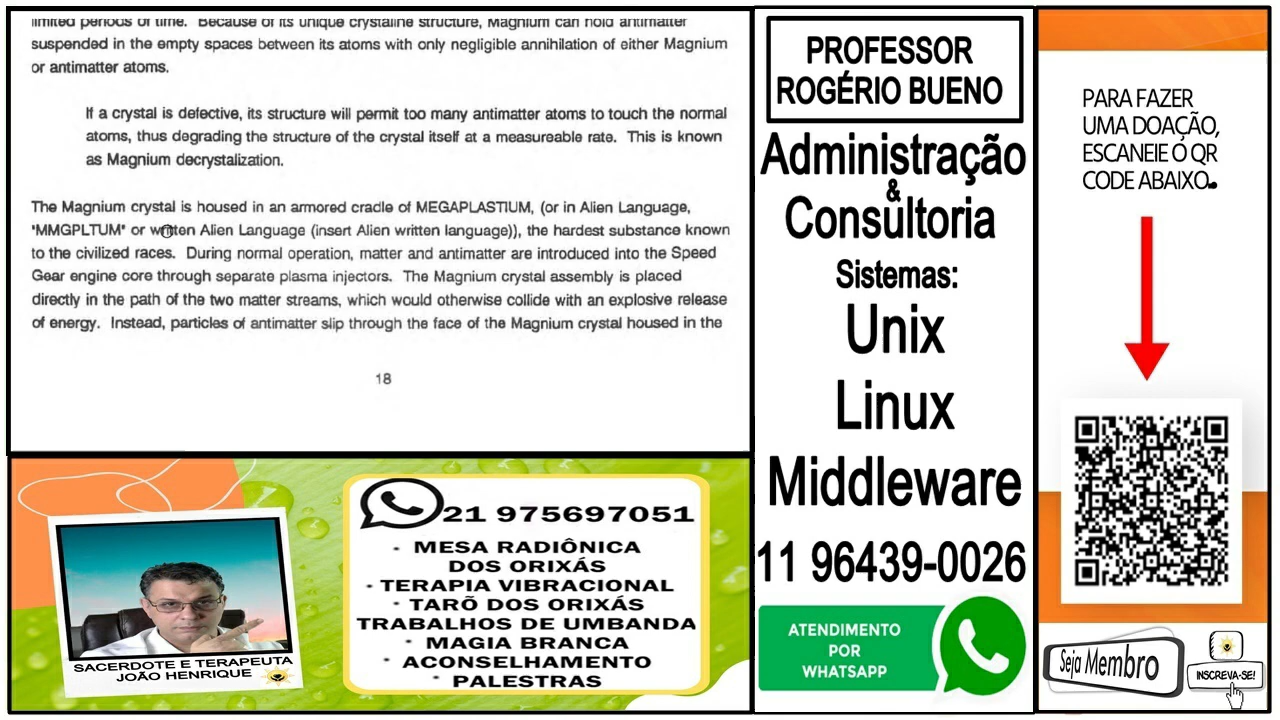 limited periods of time. Because of its unique crystalline structure, Magnium can hold antimatter
suspended in the empty spaces between its atoms with only negligible annihilation of either Magnium
or antimatter atoms.
If a crystal is defective, its structure will permit too many antimatter atoms to touch the normal
atoms, thus degrading the structure of the crystal itself at a measureable rate. This is known
as Magnium decrystalization.
The Magnium crystal is housed in an armored cradle of MEGAPLASTIUM, (or in Alien Language,
"MMGPLTUM" or written Alien Language (insert Alien written language)), the hardest substance known
to the civilized races. During normal operation, matter and antimatter are introduced into the Speed
Gear engine core through separate plasma injectors. The Magnium crystal assembly is placed
directly in the path of the two matter streams, which would otherwise collide with an explosive release
of energy. Instead, particles of antimatter slip through the face of the Magnium crystal housed in the
18
SACERDOTE E TERAPEUTA
JOÃO HENRIQUE
21 975697051
· MESA RADIÔNICA
DOS ORIXÁS
· TERAPIA VIBRACIONAL
· TARÕ DOS ORIXÁS
TRABALHOS DE UMBANDA
· MAGIA BRANCA
· ACONSELHAMENTO
· PALESTRAS
PROFESSOR
ROGÉRIO BUENO
Administração
&
Consultoria
Sistemas:
Unix
Linux
Middleware
11 96439-0026
ATENDIMENTO
POR
WHATSAPP
PARA FAZER
UMA DOAÇÃO,
ESCANEIE O QR
CODE ABAIXO..
Seja Membro
INSCREVA-SE!